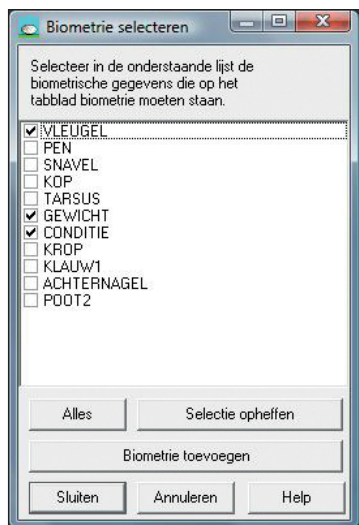 Biometrie selecteren
Selecteer in de onderstaande lijst de
biometrische gegevens die op het
tabblad biometrie moeten staan.
VLEUGEL
PEN
SNAVEL
KOP
TARSUS
GEWICHT
CONDITIE
KROP
KLAUW1
ACHTERNAGEL
POOT2
Alles
Selectie opheffen
Biometrie toevoegen
Sluiten
Annuleren
Help